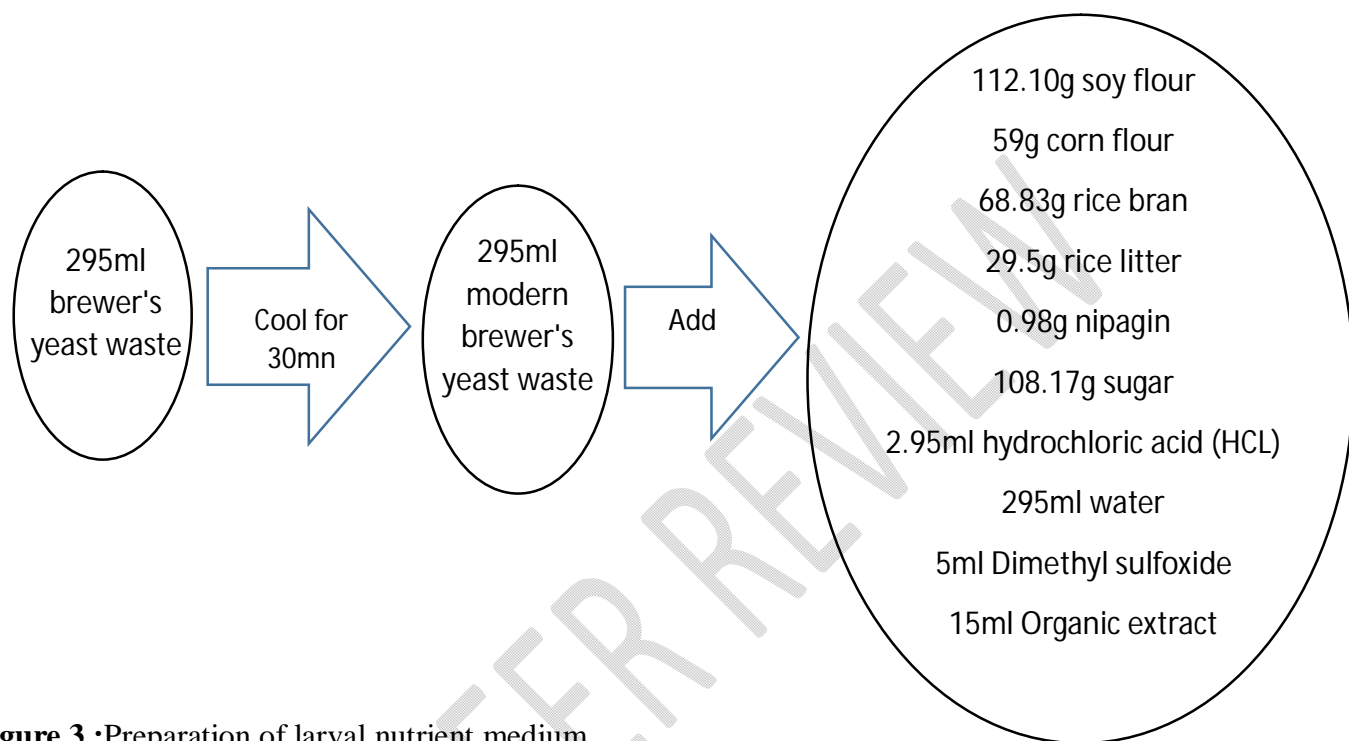 295ml
brewer's
yeast waste
Cool for
30mn
295ml
modern
brewer's
yeast waste
Add
112.10g soy flour
59g corn flour
68.83g rice bran
29.5g rice litter
0.98g nipagin
108.17g sugar
2.95ml hydrochloric acid (HCL)
295ml water
5ml Dimethyl sulfoxide
15ml Organic extract
ER REVIEW
gure 3 :Preparation of larval nutrient medium